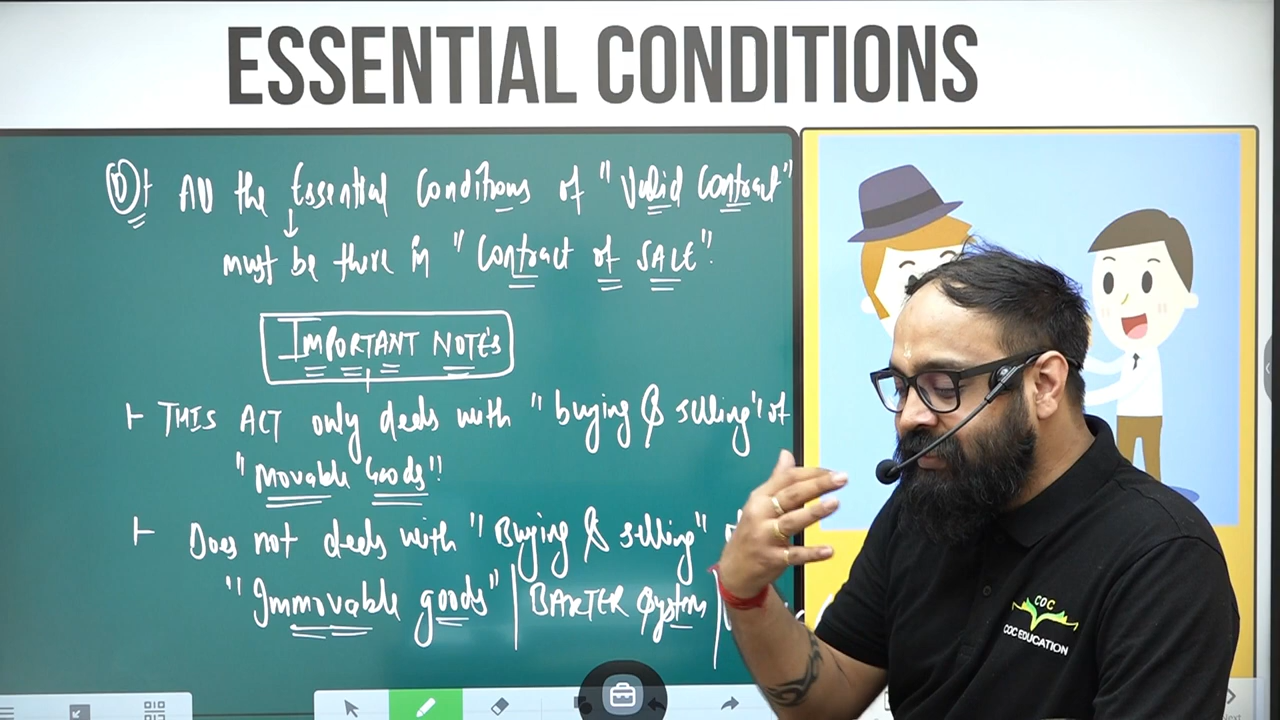 ESSENTIAL CONDITIONS
All the Essential Conditions of "Valid Contract"
must be there in "Contract of SALE"
IMPORTANT NOTES
THIS ACT only deals with "buying & selling" of
"Movable Goods"
Does not deals with "Buying & selling"
"Immovable goods" | BARTER System |
COC
COC EDUCATION